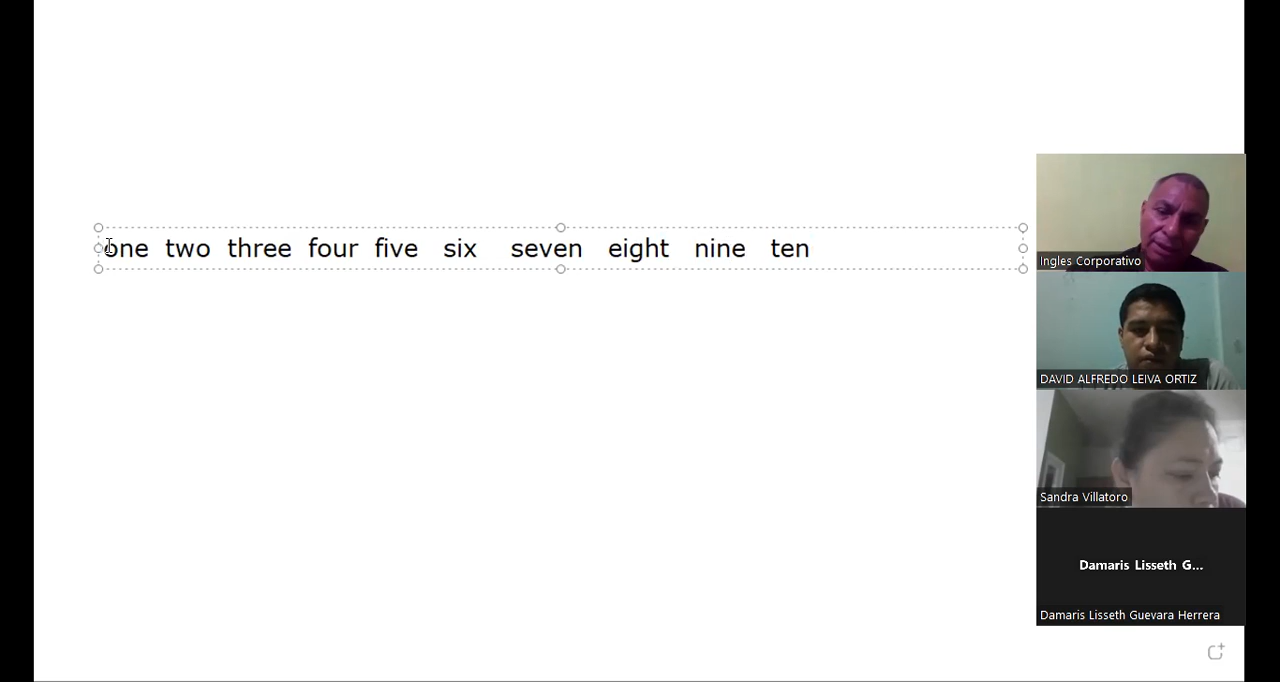 one two three four five six seven eight nine ten
Ingles Corporativo
DAVID ALFREDO LEIVA ORTIZ
Sandra Villatoro
Damaris Lisseth G...
Damaris Lisseth Guevara Herrera